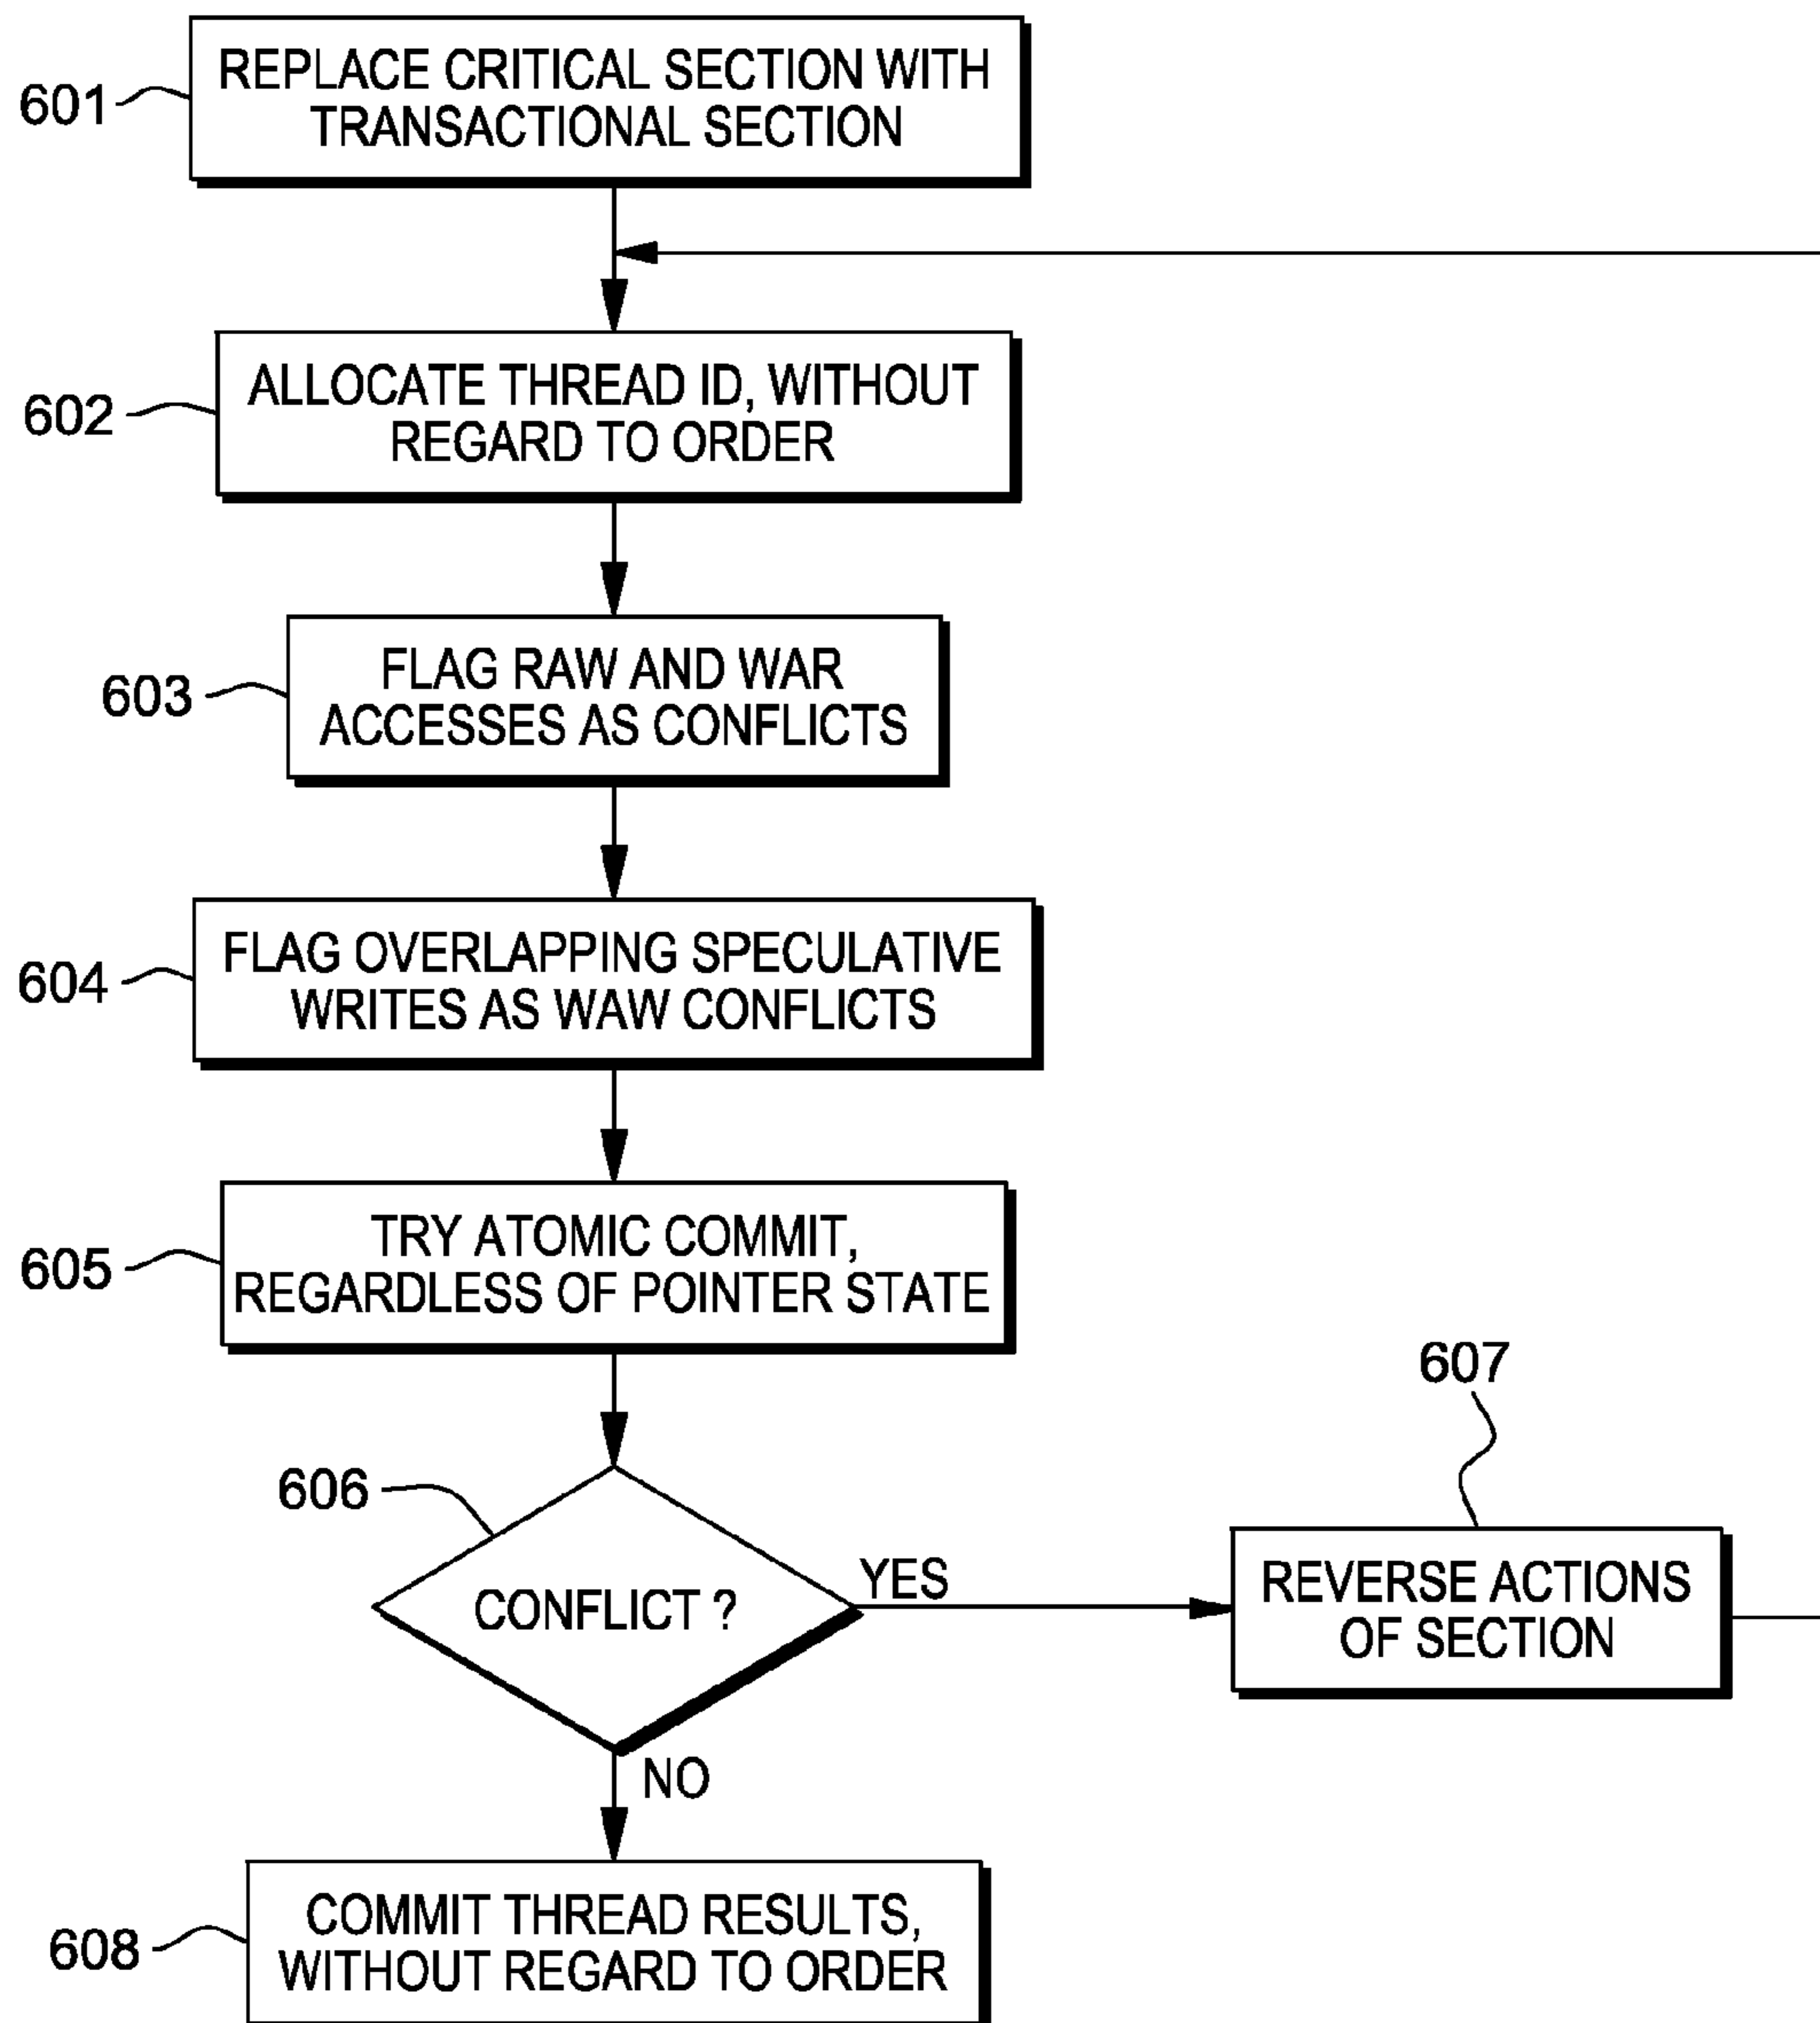 REPLACE CRITICAL SECTION WITH
TRANSACTIONAL SECTION
601
ALLOCATE THREAD ID, WITHOUT
REGARD TO ORDER
602
FLAG RAW AND WAR
ACCESSES AS CONFLICTS
603
FLAG OVERLAPPING SPECULATIVE
WRITES AS WAW CONFLICTS
604
TRY ATOMIC COMMIT,
REGARDLESS OF POINTER STATE
605
606
CONFLICT ?
YES
607
REVERSE ACTIONS
OF SECTION
NO
COMMIT THREAD RESULTS,
WITHOUT REGARD TO ORDER
608